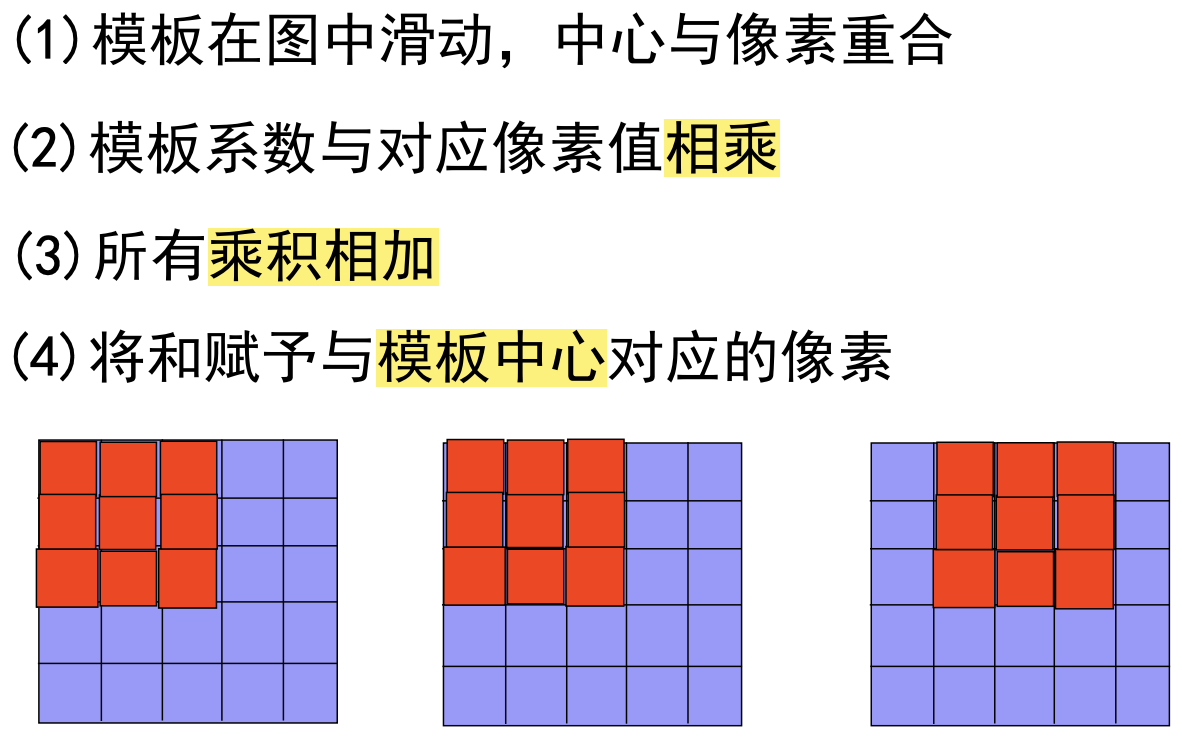 (1)模板在图中滑动，中心与像素重合
(2)模板系数与对应像素值相乘
(3)所有乘积相加
(4)将和赋予与模板中心对应的像素